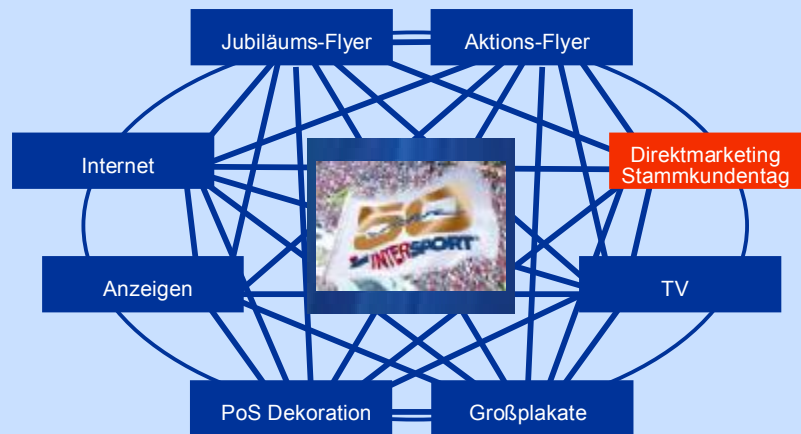 Jubiläums-Flyer
Aktions-Flyer
Internet
Direktmarketing
Stammkundentag
50
INTERSPORT
Anzeigen
TV
PoS Dekoration
Großplakate